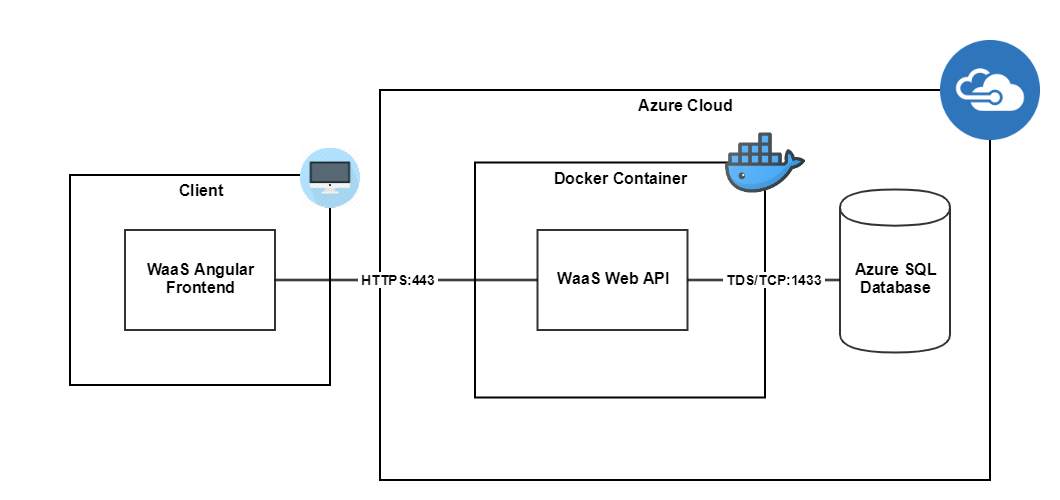 Azure Cloud
Docker Container
Client
WaaS Angular
Frontend
HTTPS:443
WaaS Web API
TDS/TCP:1433
Azure SQL
Database